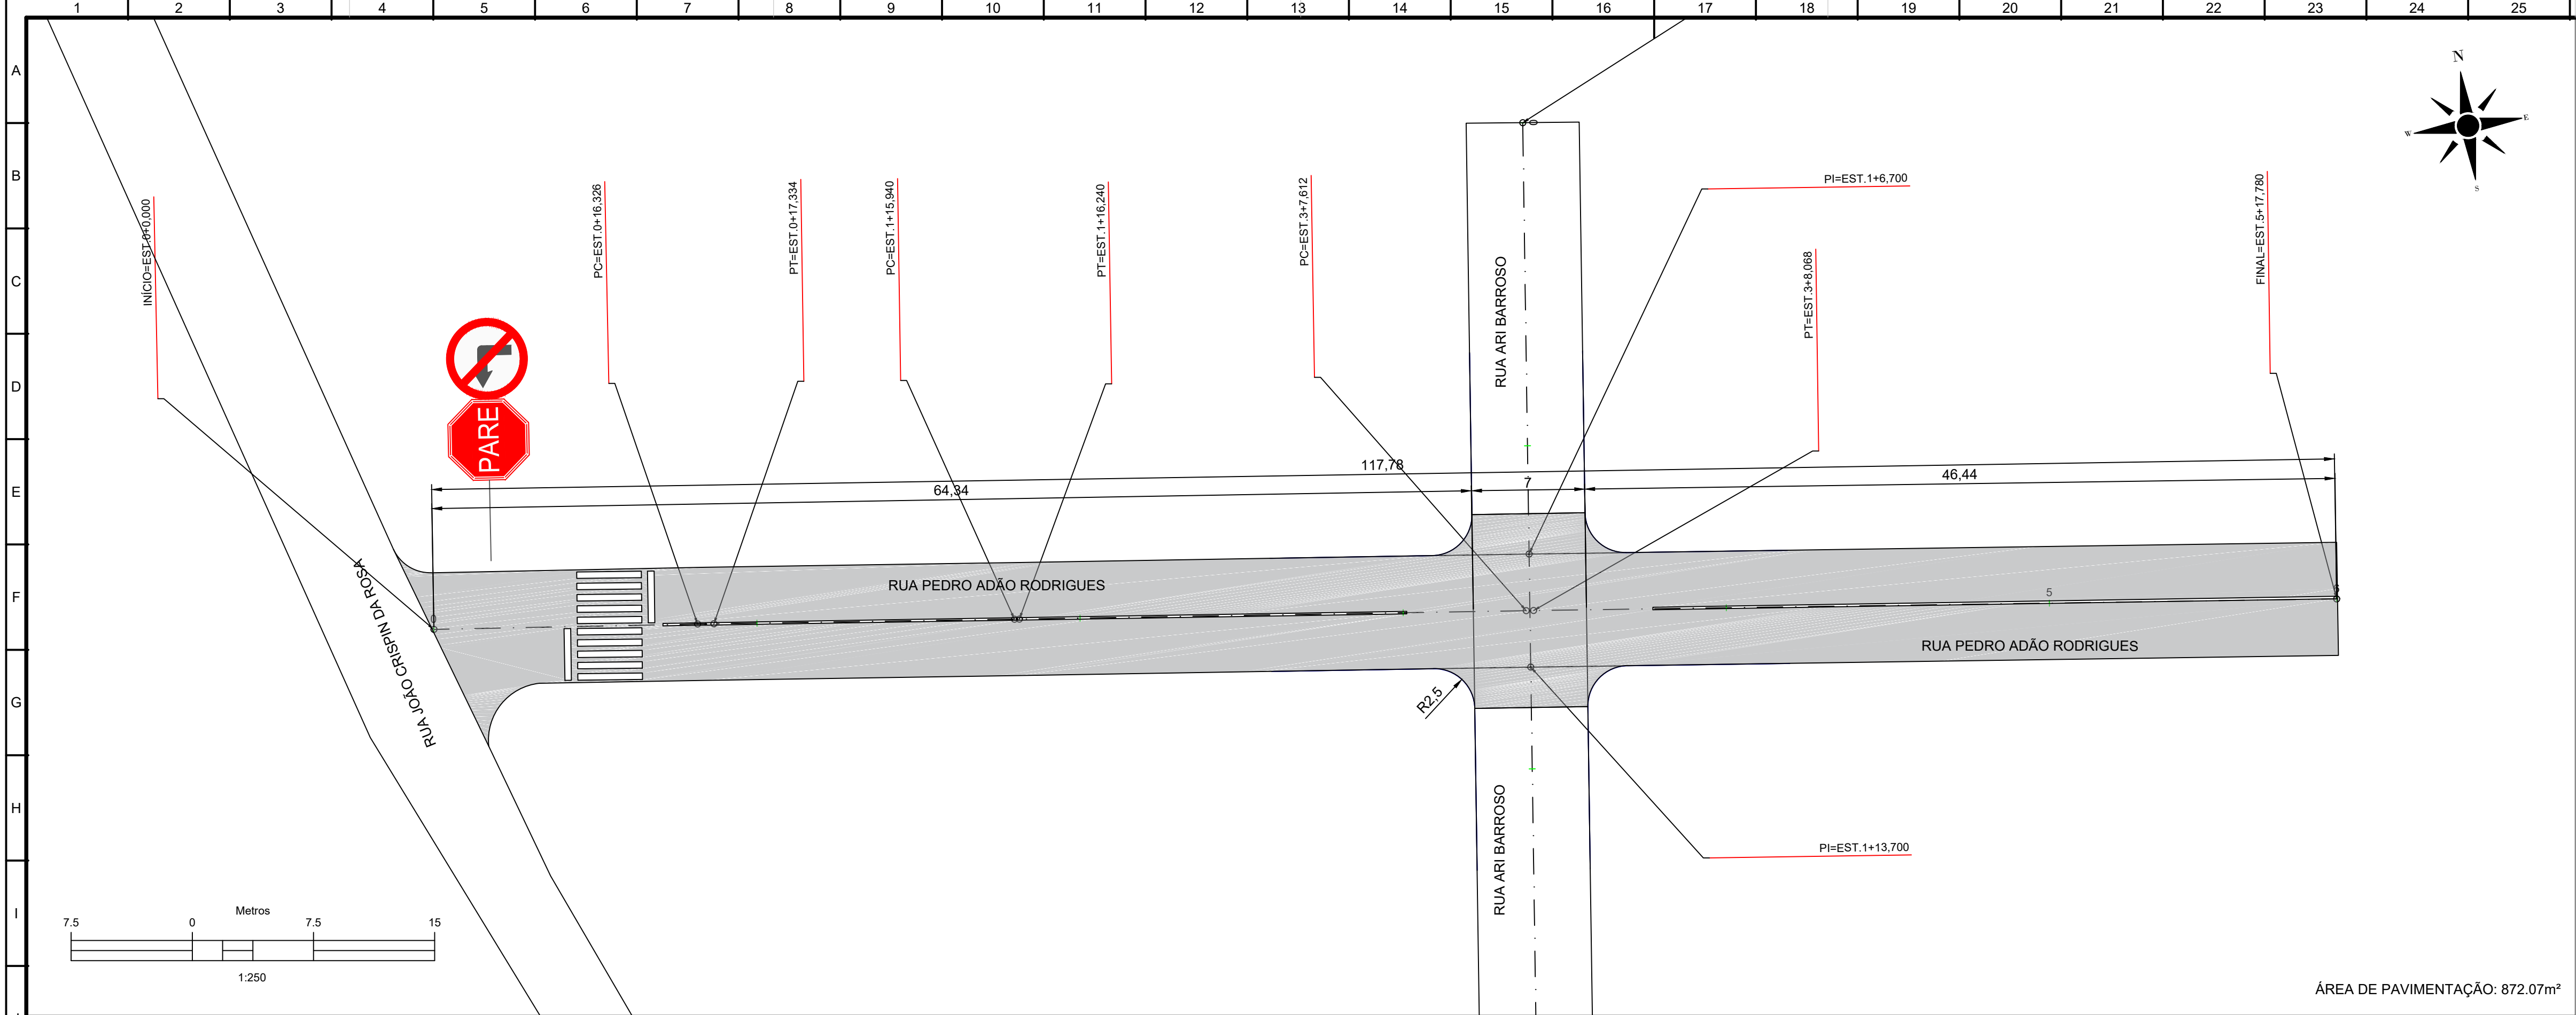 1 2 3 4 5 6 7 8 9 10 11 12 13 14 15 16 17 18 19 20 21 22 23 24 25
A
B
C
D
E
F
G
H
I
N
W
E
S
INÍCIO=EST.0+0,000
PC=EST.0+16,326
PT=EST.0+17,334
PC=EST.1+15,940
PT=EST.1+16,240
PC=EST.3+7,612
PI=EST.1+6,700
PT=EST.3+8,068
FINAL=EST.5+17,780
0
RUA ARI BARROSO
PARE
117,78
64,34
7
46,44
RUA JOÃO CRISPIN DA ROSA
0
RUA PEDRO ADÃO RODRIGUES
5
RUA PEDRO ADÃO RODRIGUES
R2,5
RUA ARI BARROSO
PI=EST.1+13,700
Metros
7.5 0 7.5 15
1:250
ÁREA DE PAVIMENTAÇÃO: 872.07m²